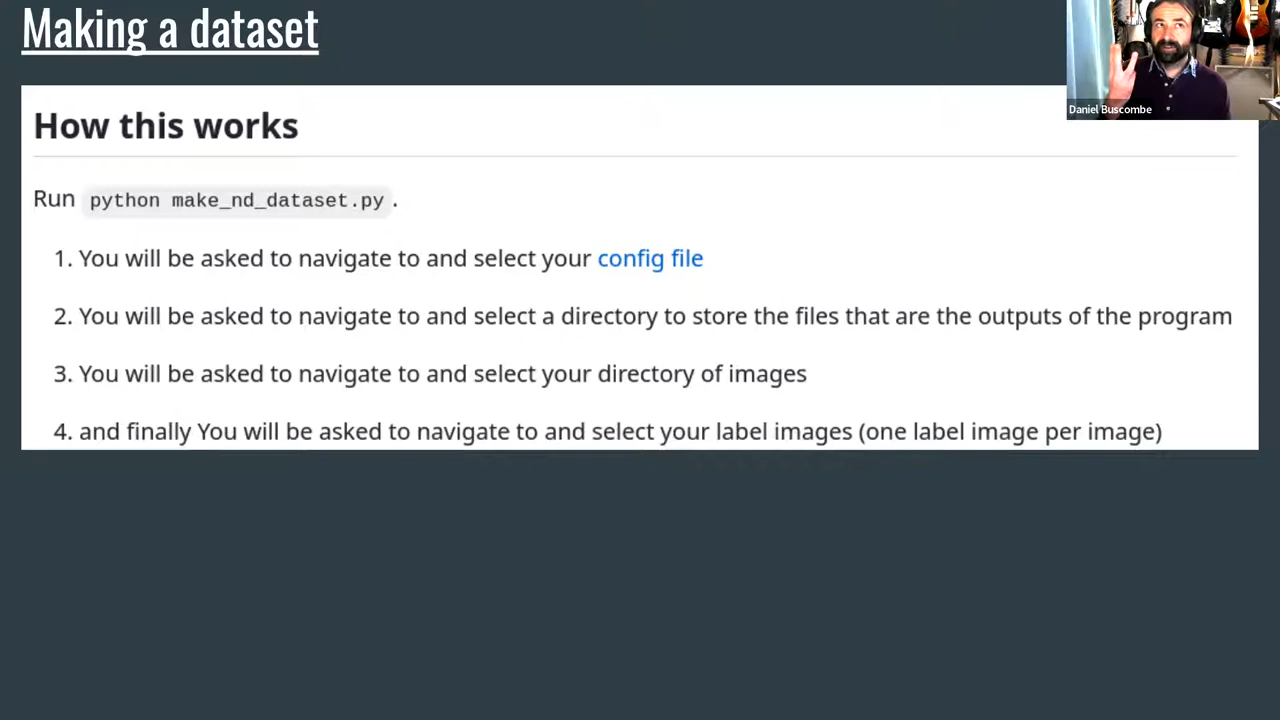 Making a dataset
Daniel Buscombe
How this works
Run python make_nd_dataset.py.
1. You will be asked to navigate to and select your config file
2. You will be asked to navigate to and select a directory to store the files that are the outputs of the program
3. You will be asked to navigate to and select your directory of images
4. and finally You will be asked to navigate to and select your label images (one label image per image)